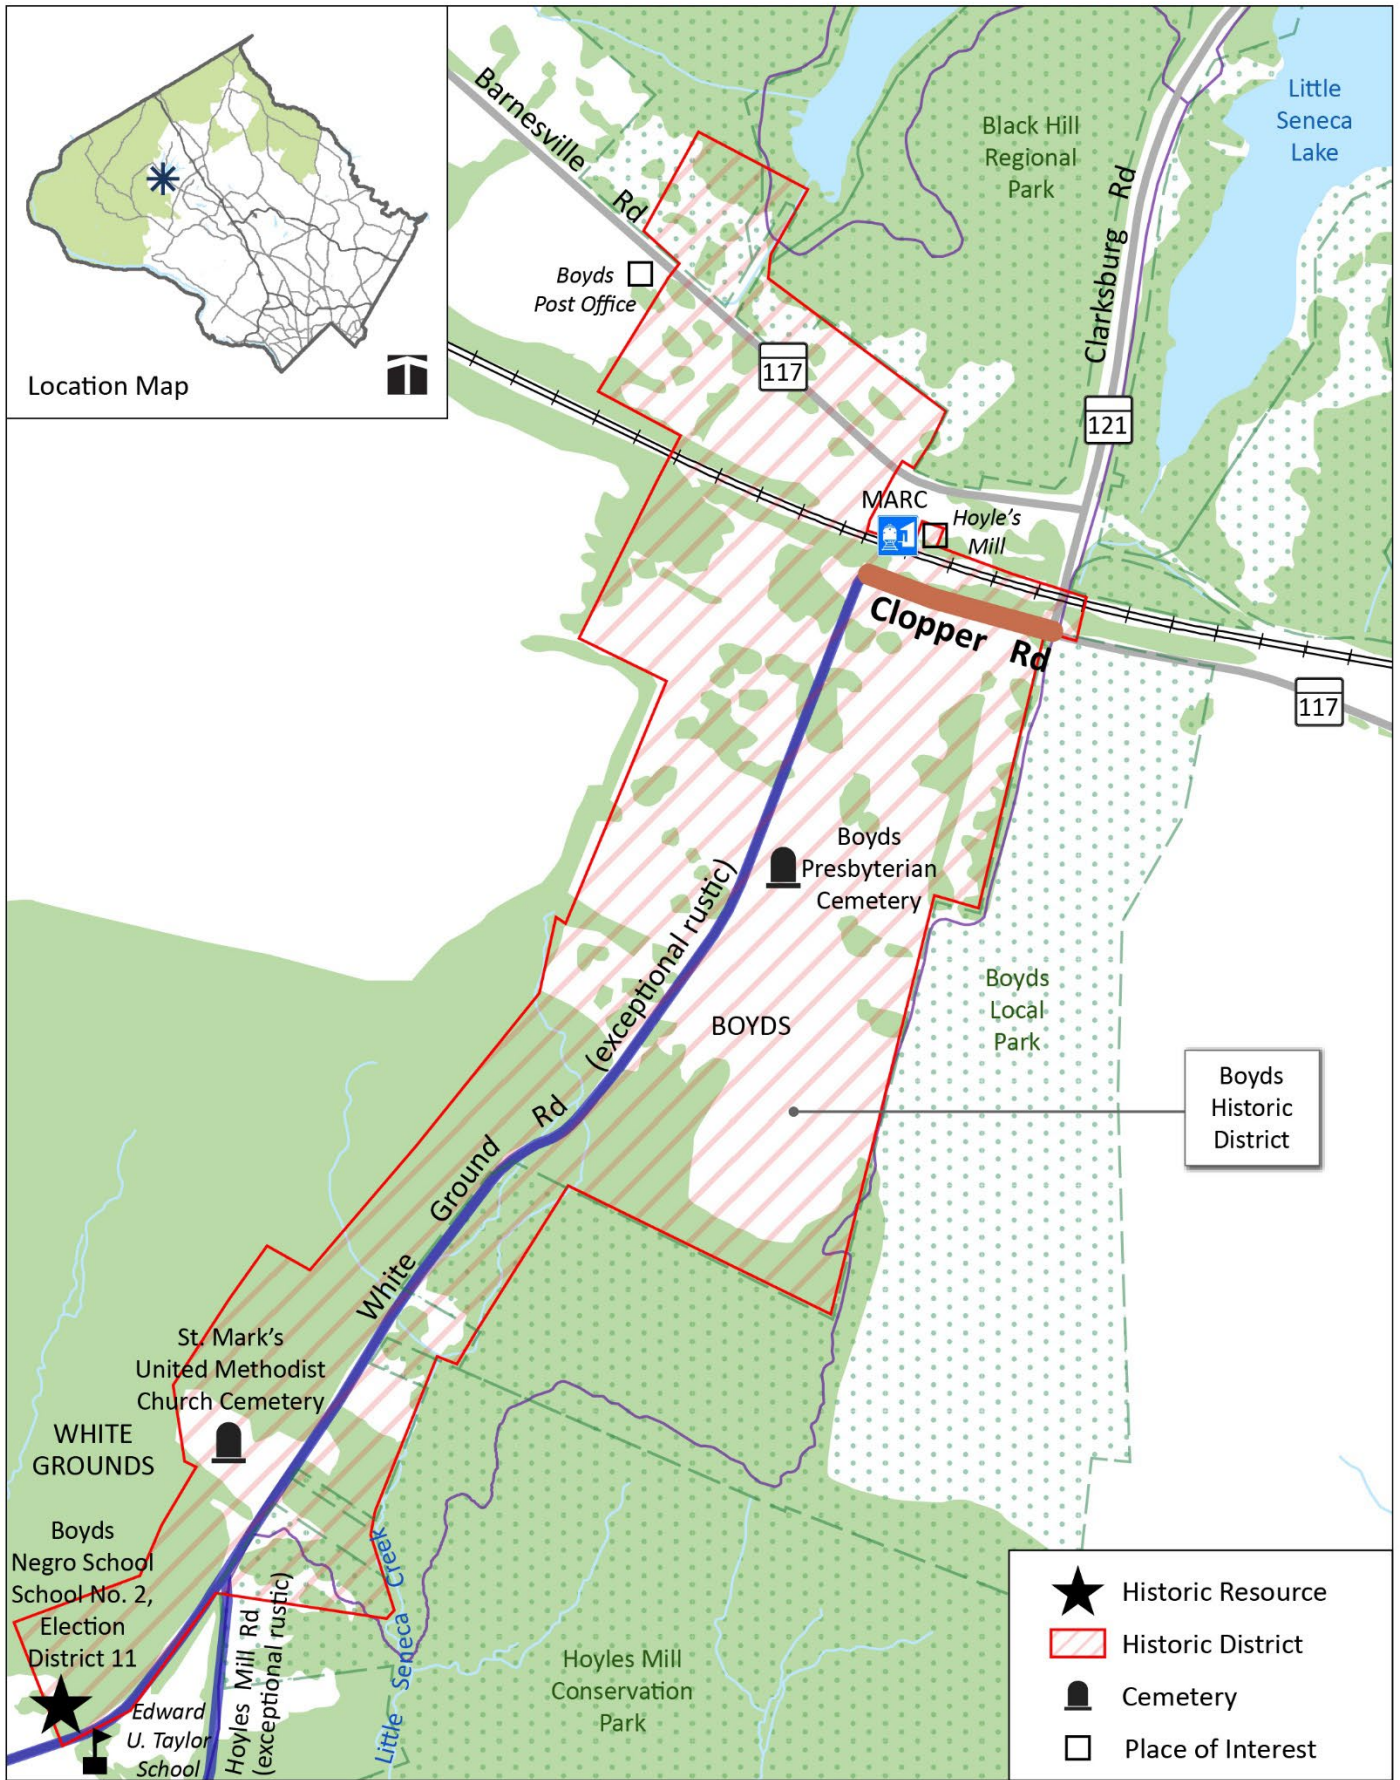 Location Map
Barnesville Rd
Boyds
Post Office
117
Black Hill
Regional
Park
Little
Seneca
Lake
Clarksburg Rd
121
MARC
Hoyle's
Mill
Clopper Rd
117
Boyds
Presbyterian
Cemetery
(exceptional rustic)
BOYDS
Boyds
Local
Park
Boyds
Historic
District
White Ground Rd
St. Mark's
United Methodist
Church Cemetery
WHITE
GROUNDS
Boyds
Negro School
School No. 2,
Election
District 11
Edward
U. Taylor
School
Hoyles Mill Rd
(exceptional rustic)
Little Seneca Creek
Hoyles Mill
Conservation
Park
Historic Resource
Historic District
Cemetery
Place of Interest